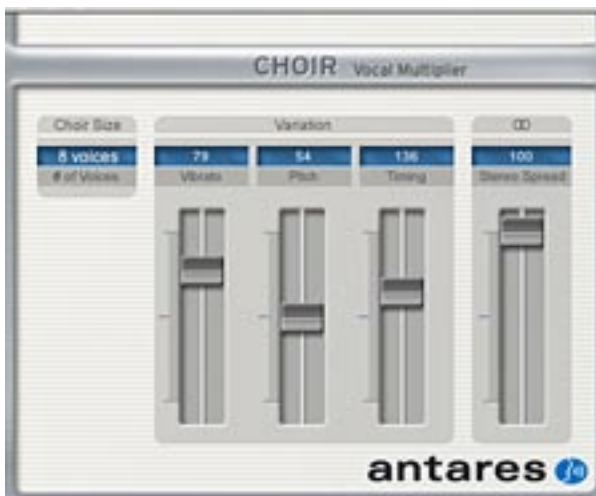 CHOIR Vocal Multiplier
Choir Size
8 voices
# of Voices
Variation
79 54 136
Vibrato Pitch Timing
100
Stereo Spread
antares